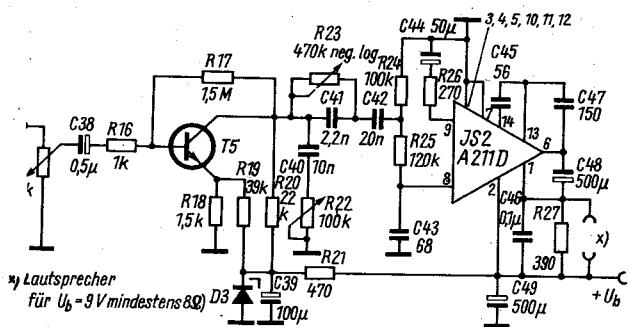 C44 50μ
3, 4, 5, 10, 11, 12
R23
470k neg. log
R17
1,5 M
R24
100k
C45
56
R26
270
C41
2,2n
C42
20n
C47
150
7
14
13
9
JS2
A211D
6
C38
0,5μ
R16
1k
T5
R25
120k
C40
10n
R19
39k
R20
22
k
8
2
1
C48
500μ
k
R18
1,5k
R22
100k
C43
68
C46
0,1μ
R27
390
x)
x) Lautsprecher
für Ub = 9 V mindestens 8Ω)
D3
C39
100μ
R21
470
C49
500μ
+Ub